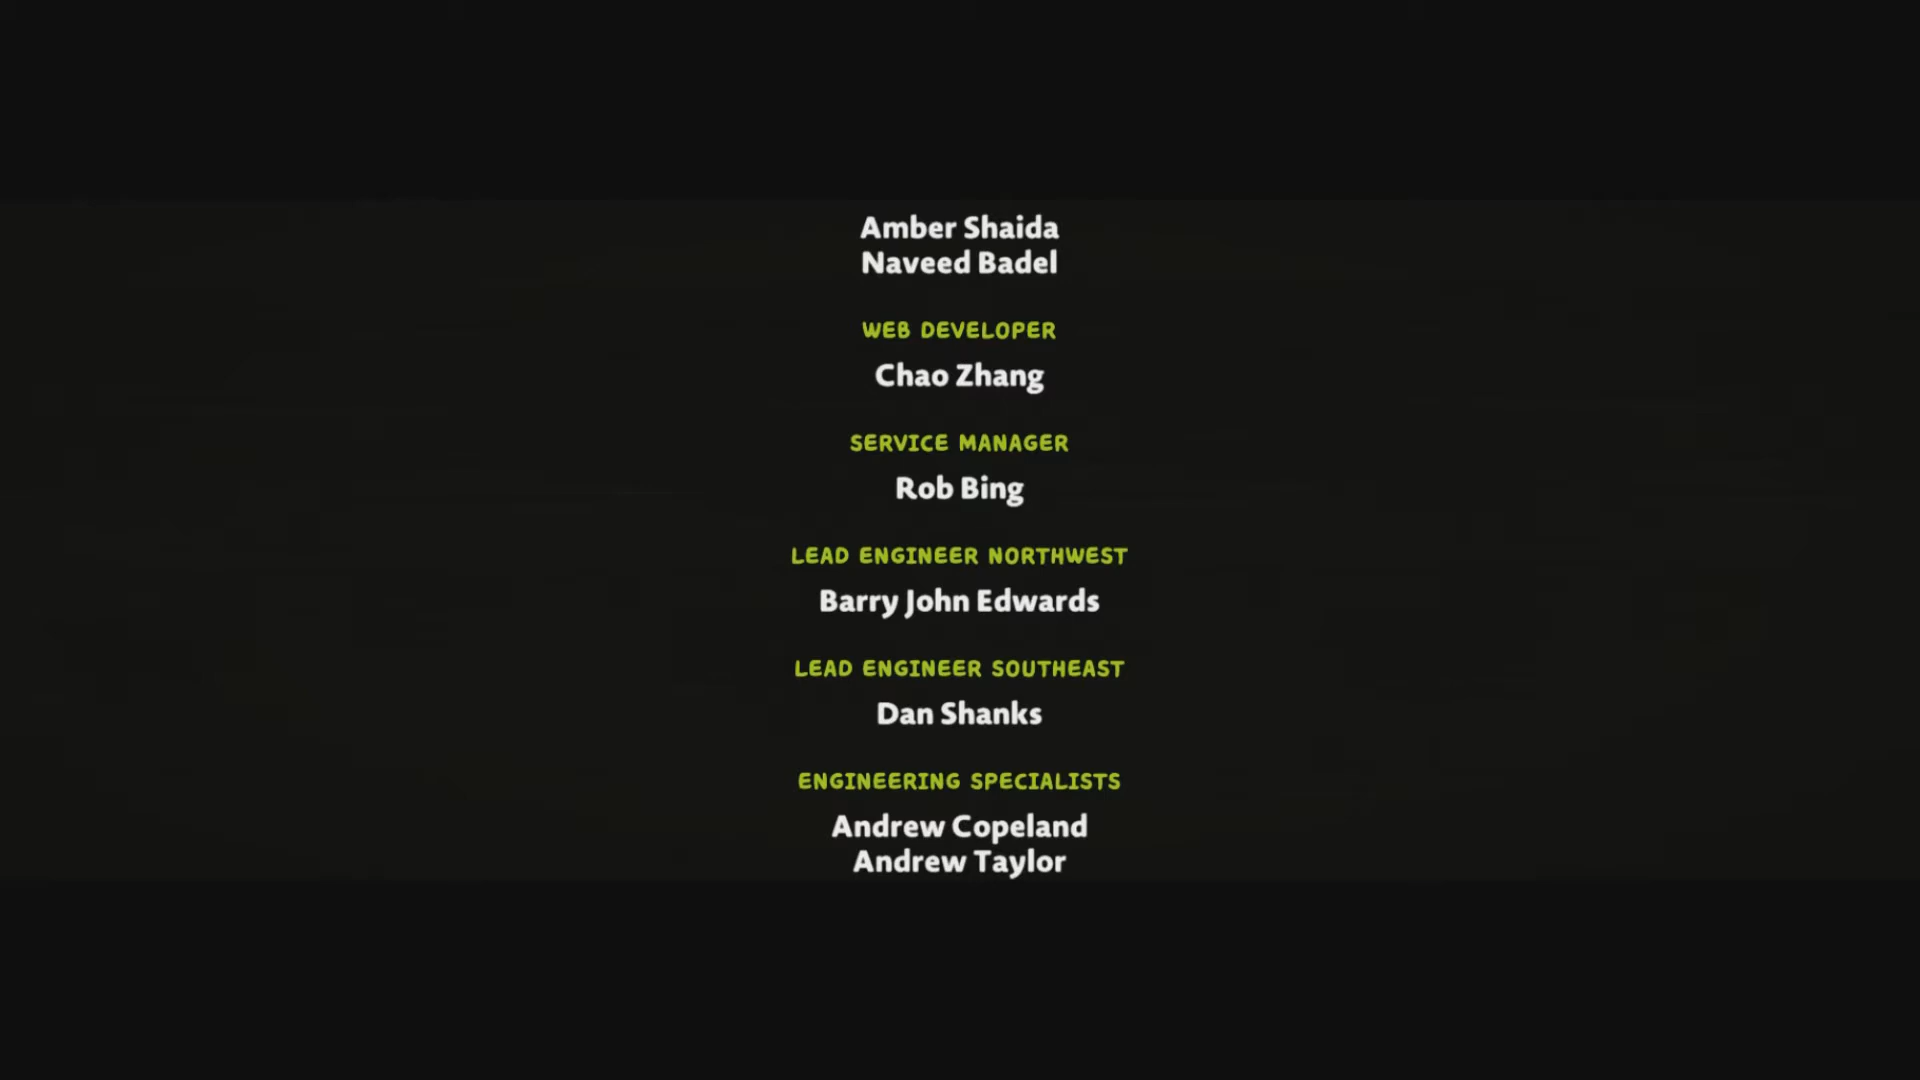 Amber Shaida
Naveed Badel
WEB DEVELOPER
Chao Zhang
SERVICE MANAGER
Rob Bing
LEAD ENGINEER NORTHWEST
Barry John Edwards
LEAD ENGINEER SOUTHEAST
Dan Shanks
ENGINEERING SPECIALISTS
Andrew Copeland
Andrew Taylor